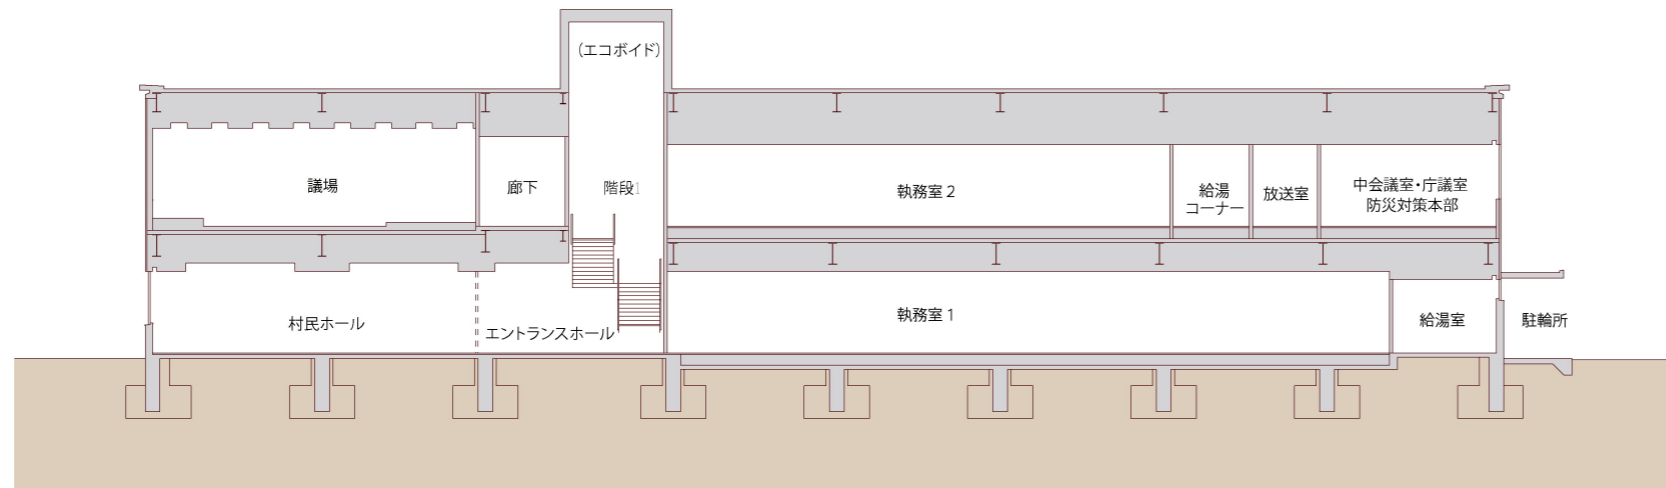 (エコボイド)
議場
廊下
階段1
執務室2
給湯
コーナー
放送室
中会議室・庁議室
防災対策本部
村民ホール
エントランスホール
執務室1
給湯室
駐輪所